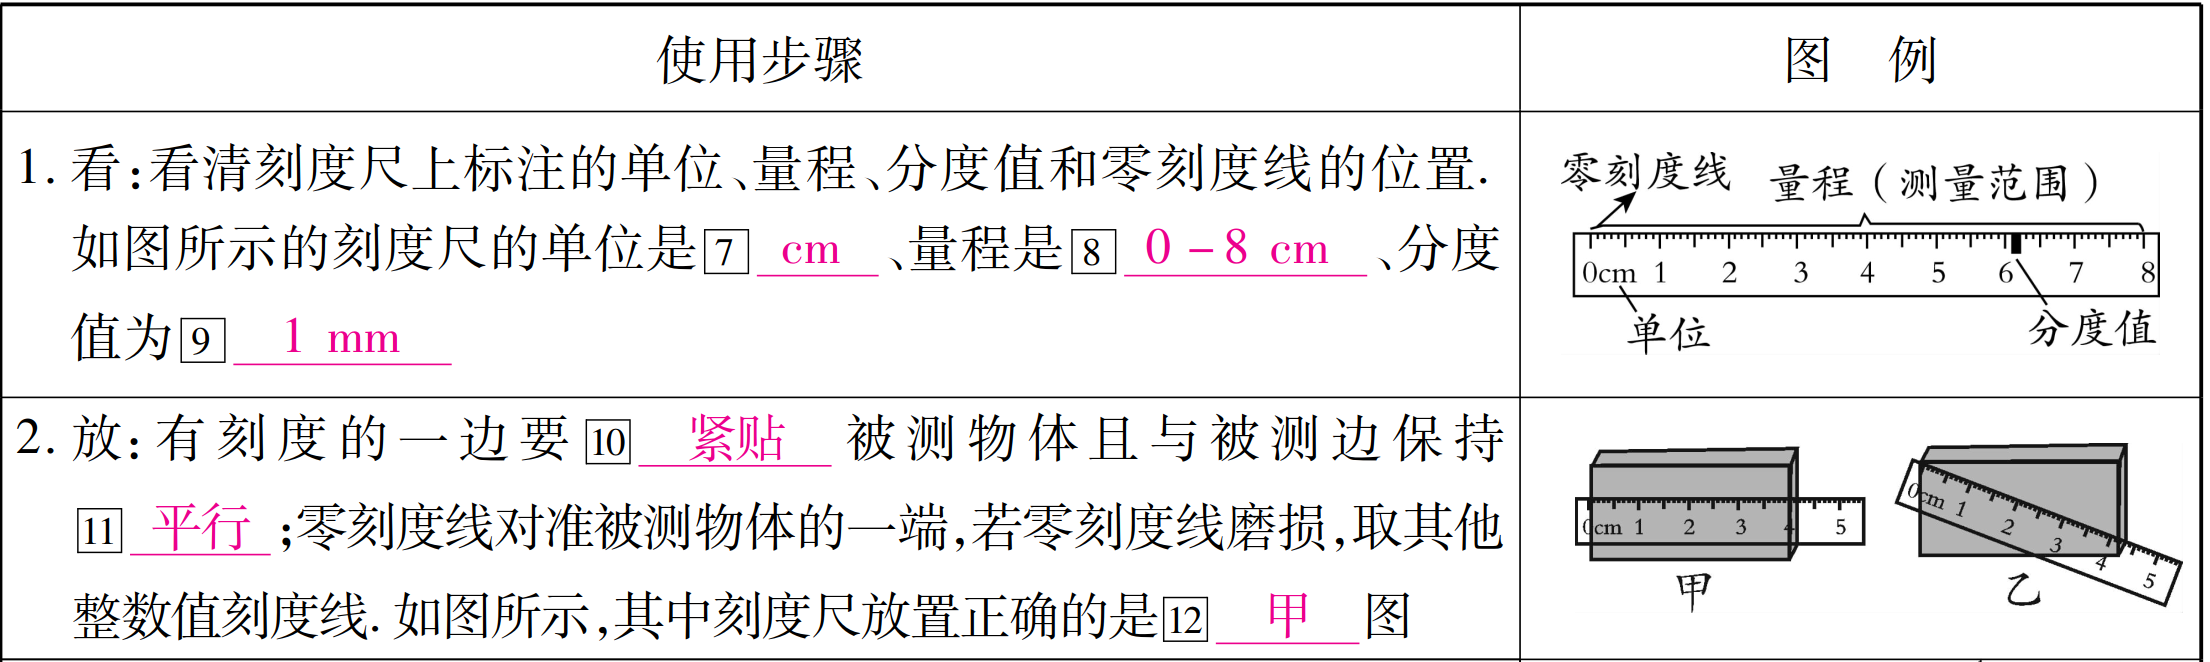 使用步骤
图 例
1. 看:看清刻度尺上标注的单位、量程、分度值和零刻度线的位置.
如图所示的刻度尺的单位是 7 cm 、量程是 8 0-8 cm 、分度
值为 9 1 mm
零刻度线 量程(测量范围)
0cm 1 2 3 4 5 6 7 8
单位 分度值
2. 放:有刻度的一边要 10 紧贴 被测物体且与被测边保持
11 平行 ;零刻度线对准被测物体的一端,若零刻度线磨损,取其他
整数值刻度线. 如图所示,其中刻度尺放置正确的是 12 甲 图
0cm 1 2 3 4 5
甲
0cm 1 2 3 4 5
乙